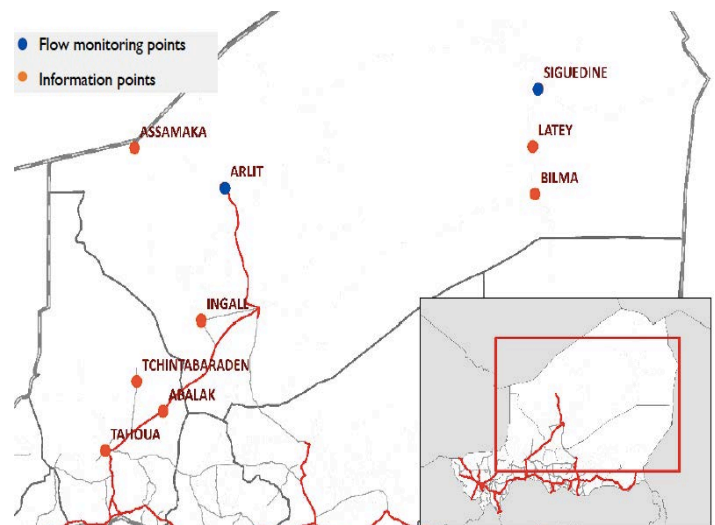 Flow monitoring points
Information points
SIGUEDINE
ASSAMAKA
LATEY
ARLIT
BILMA
INGALL
TCHINTABARADEN
ABALAK
TAHOUA